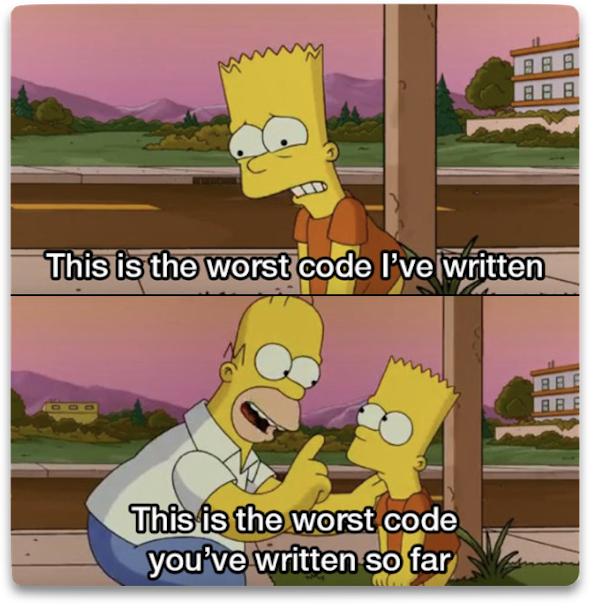 This is the worst code I've written
This is the worst code
you've written so far